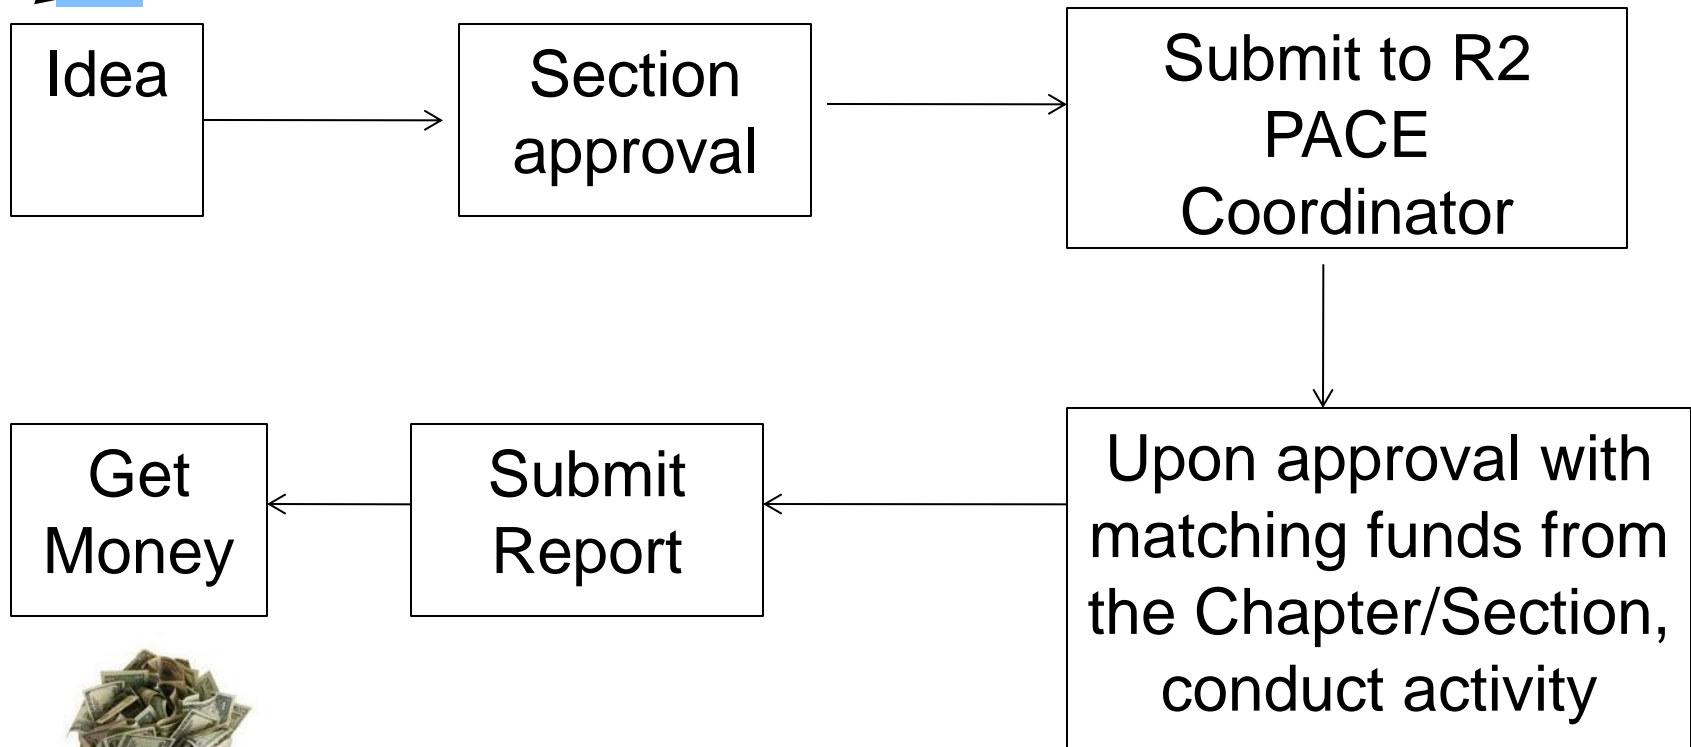 Idea
Section
approval
Submit to R2
PACE
Coordinator
Get
Money
Submit
Report
Upon approval with
matching funds from
the Chapter/Section,
conduct activity